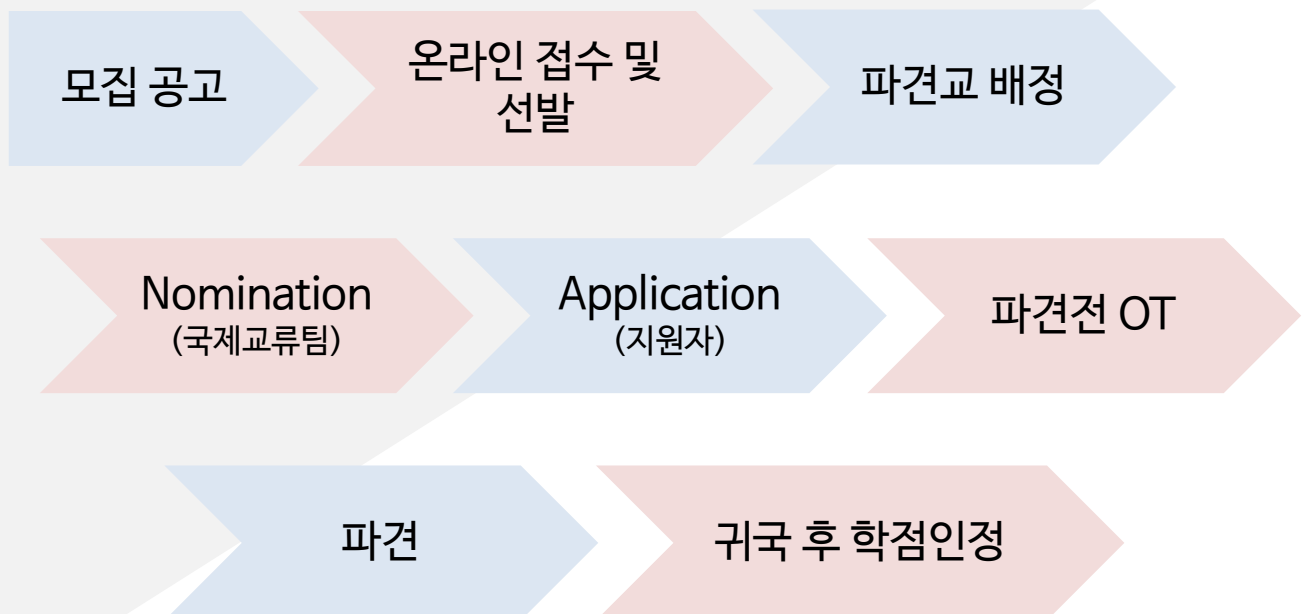 모집 공고
온라인 접수 및
선발
파견교 배정
Nomination
(국제교류팀)
Application
(지원자)
파견전 OT
파견
귀국 후 학점인정